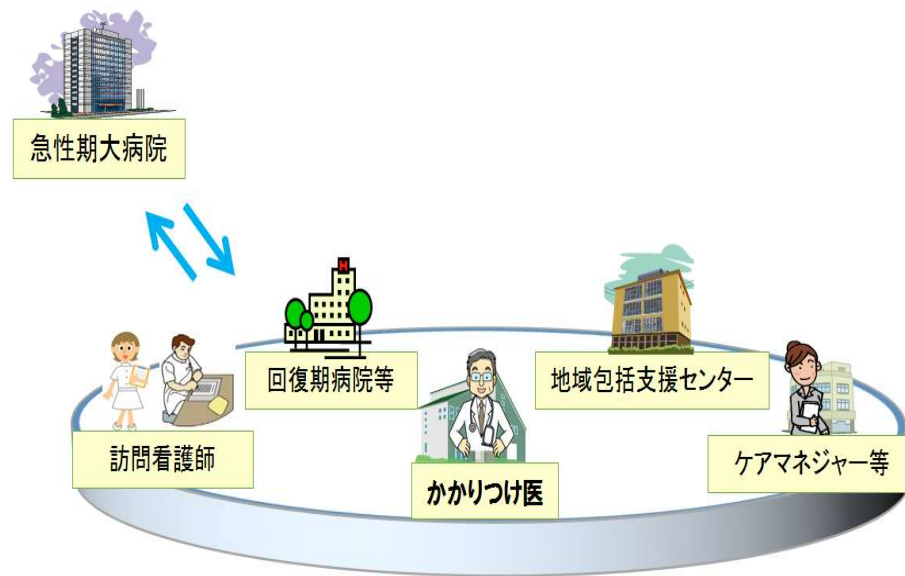 急性期大病院
回復期病院等
地域包括支援センター
訪問看護師
かかりつけ医
ケアマネジャー等
H